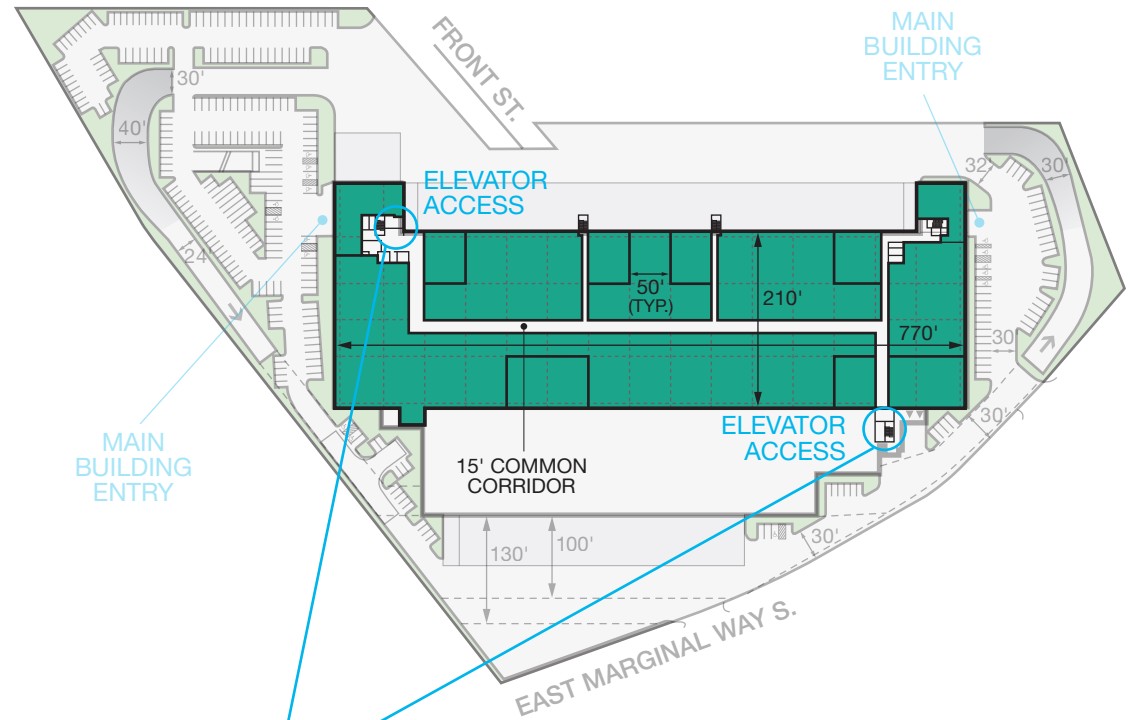 MAIN
BUILDING
ENTRY
FRONT ST.
30'
40'
ELEVATOR
ACCESS
32'
30'
24'
50'
(TYP.)
210'
770'
30'
MAIN
BUILDING
ENTRY
15' COMMON
CORRIDOR
ELEVATOR
ACCESS
30'
130'
100'
30'
EAST MARGINAL WAY S.